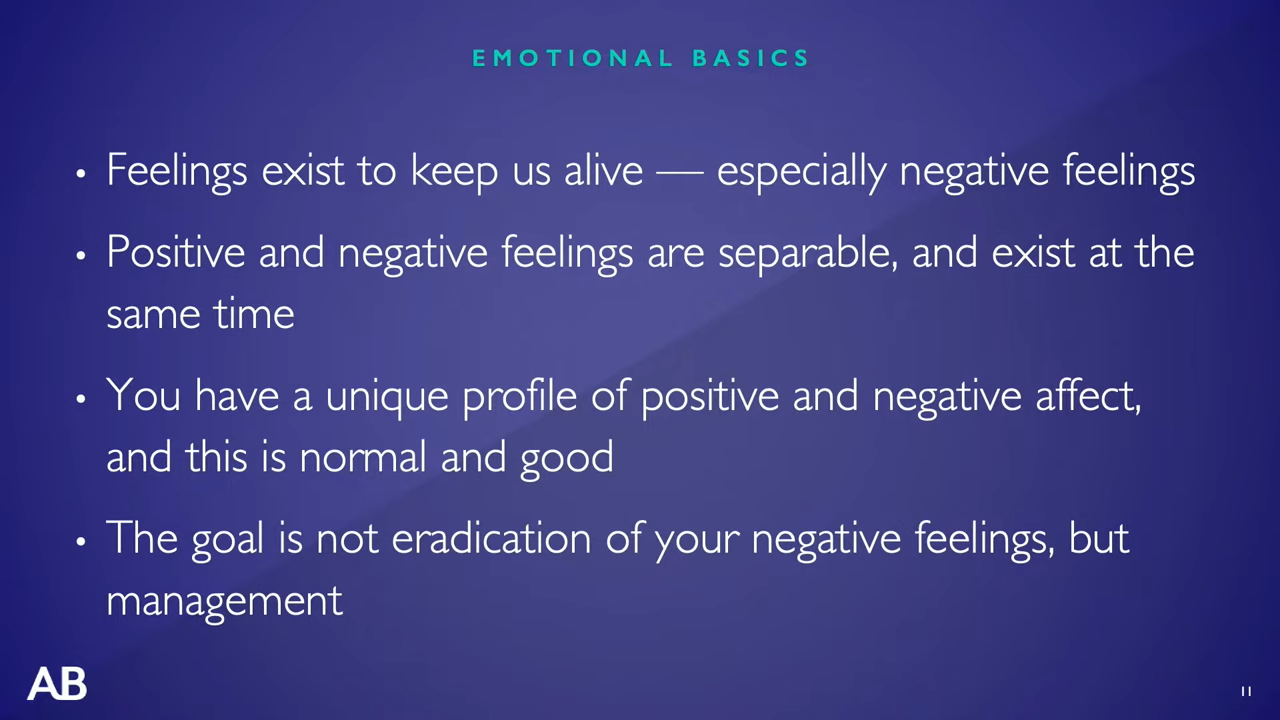 EMOTIONAL BASICS
• Feelings exist to keep us alive — especially negative feelings
• Positive and negative feelings are separable, and exist at the
same time
• You have a unique profile of positive and negative affect,
and this is normal and good
• The goal is not eradication of your negative feelings, but
management
AB
11